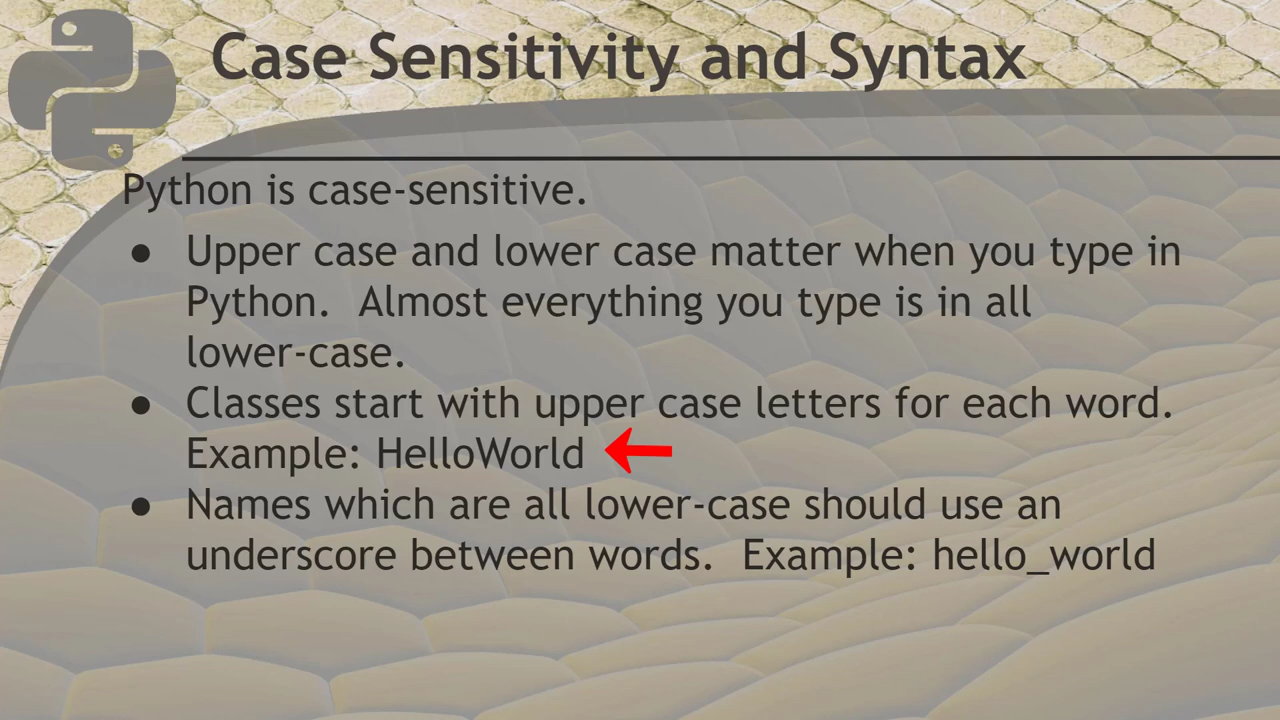 Case Sensitivity and Syntax
Python is case-sensitive.
● Upper case and lower case matter when you type in
Python.  Almost everything you type is in all
lower-case.
● Classes start with upper case letters for each word.
Example: HelloWorld
● Names which are all lower-case should use an
underscore between words.  Example: hello_world